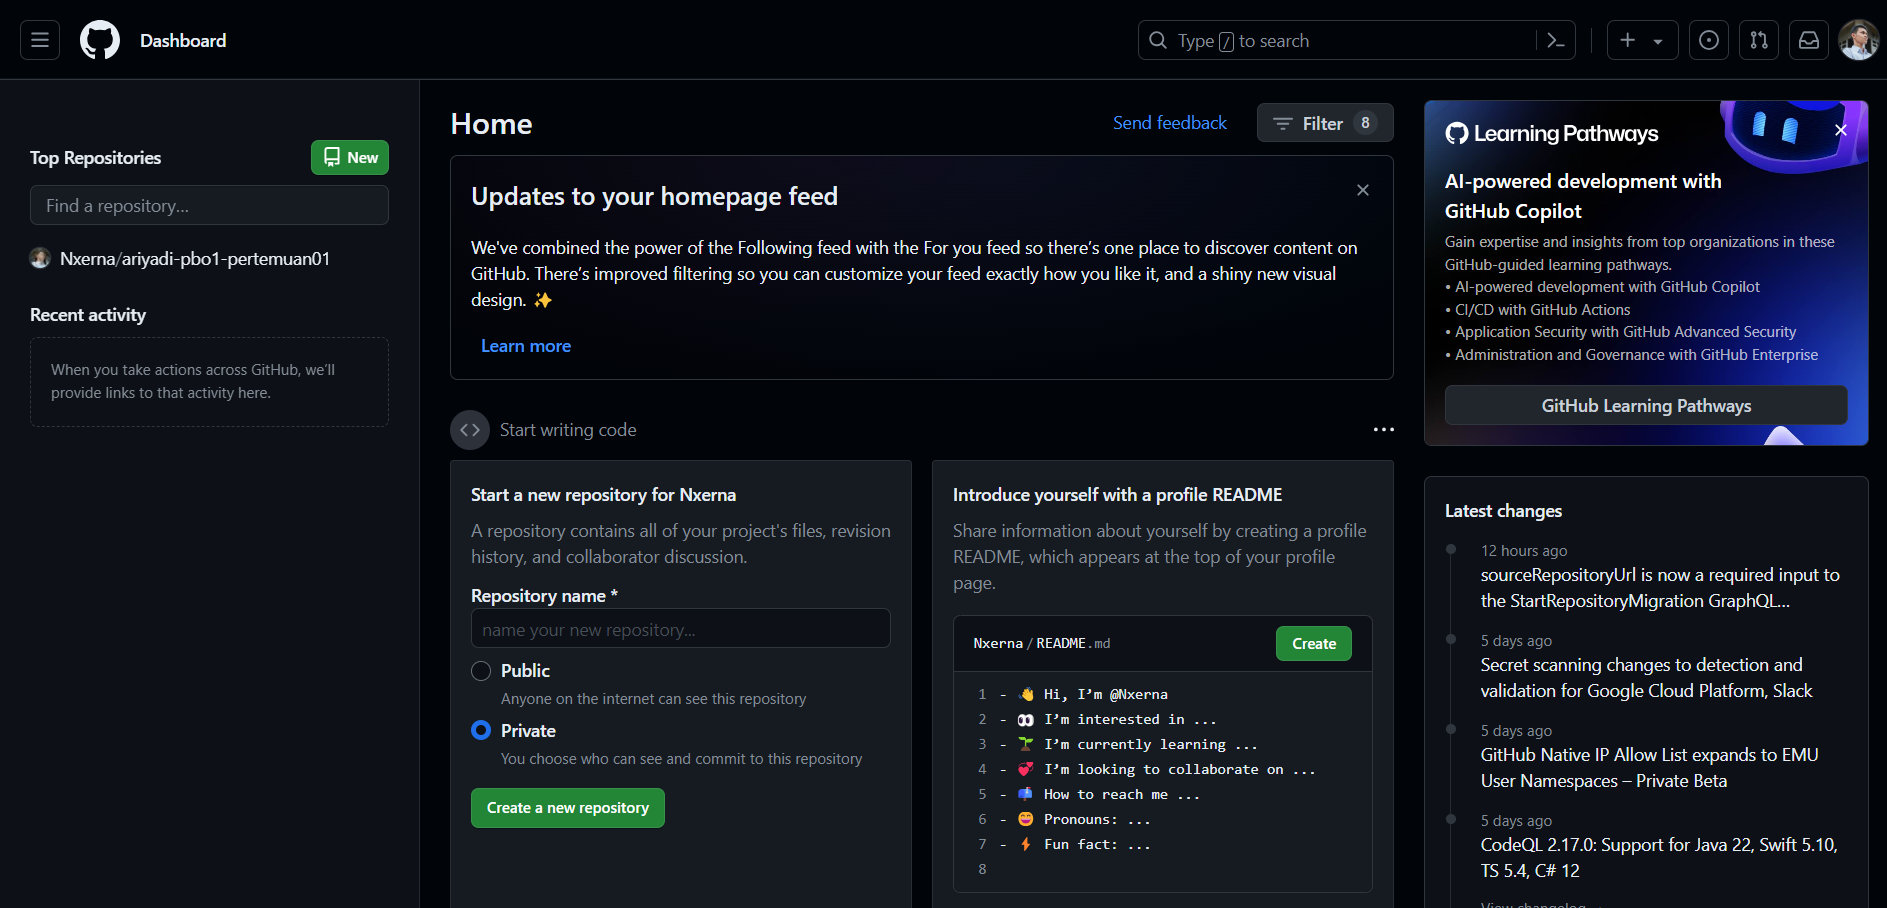 Dashboard
Type / to search
Top Repositories
New
Find a repository...
Nxerna/ariyadi-pbo1-pertemuan01
Recent activity
When you take actions across GitHub, we'll
provide links to that activity here.
Home
Send feedback
Filter 8
Updates to your homepage feed
We've combined the power of the Following feed with the For you feed so there's one place to discover content on
GitHub. There's improved filtering so you can customize your feed exactly how you like it, and a shiny new visual
design. ✨
Learn more
Start writing code
Start a new repository for Nxerna
A repository contains all of your project's files, revision
history, and collaborator discussion.
Repository name *
name your new repository...
Public
Anyone on the internet can see this repository
Private
You choose who can see and commit to this repository
Create a new repository
Introduce yourself with a profile README
Share information about yourself by creating a profile
README, which appears at the top of your profile
page.
Nxerna / README.md
Create
1 - 👋 Hi, I'm @Nxerna
2 - 👀 I'm interested in ...
3 - 🌱 I'm currently learning ...
4 - 💞️ I'm looking to collaborate on ...
5 - 📫 How to reach me ...
6 - 😄 Pronouns: ...
7 - ⚡ Fun fact: ...
8
Learning Pathways
AI-powered development with
GitHub Copilot
Gain expertise and insights from top organizations in these
GitHub-guided learning pathways.
• AI-powered development with GitHub Copilot
• CI/CD with GitHub Actions
• Application Security with GitHub Advanced Security
• Administration and Governance with GitHub Enterprise
GitHub Learning Pathways
Latest changes
12 hours ago
sourceRepositoryUrl is now a required input to
the StartRepositoryMigration GraphQL...
5 days ago
Secret scanning changes to detection and
validation for Google Cloud Platform, Slack
5 days ago
GitHub Native IP Allow List expands to EMU
User Namespaces – Private Beta
5 days ago
CodeQL 2.17.0: Support for Java 22, Swift 5.10,
TS 5.4, C# 12
View changelog